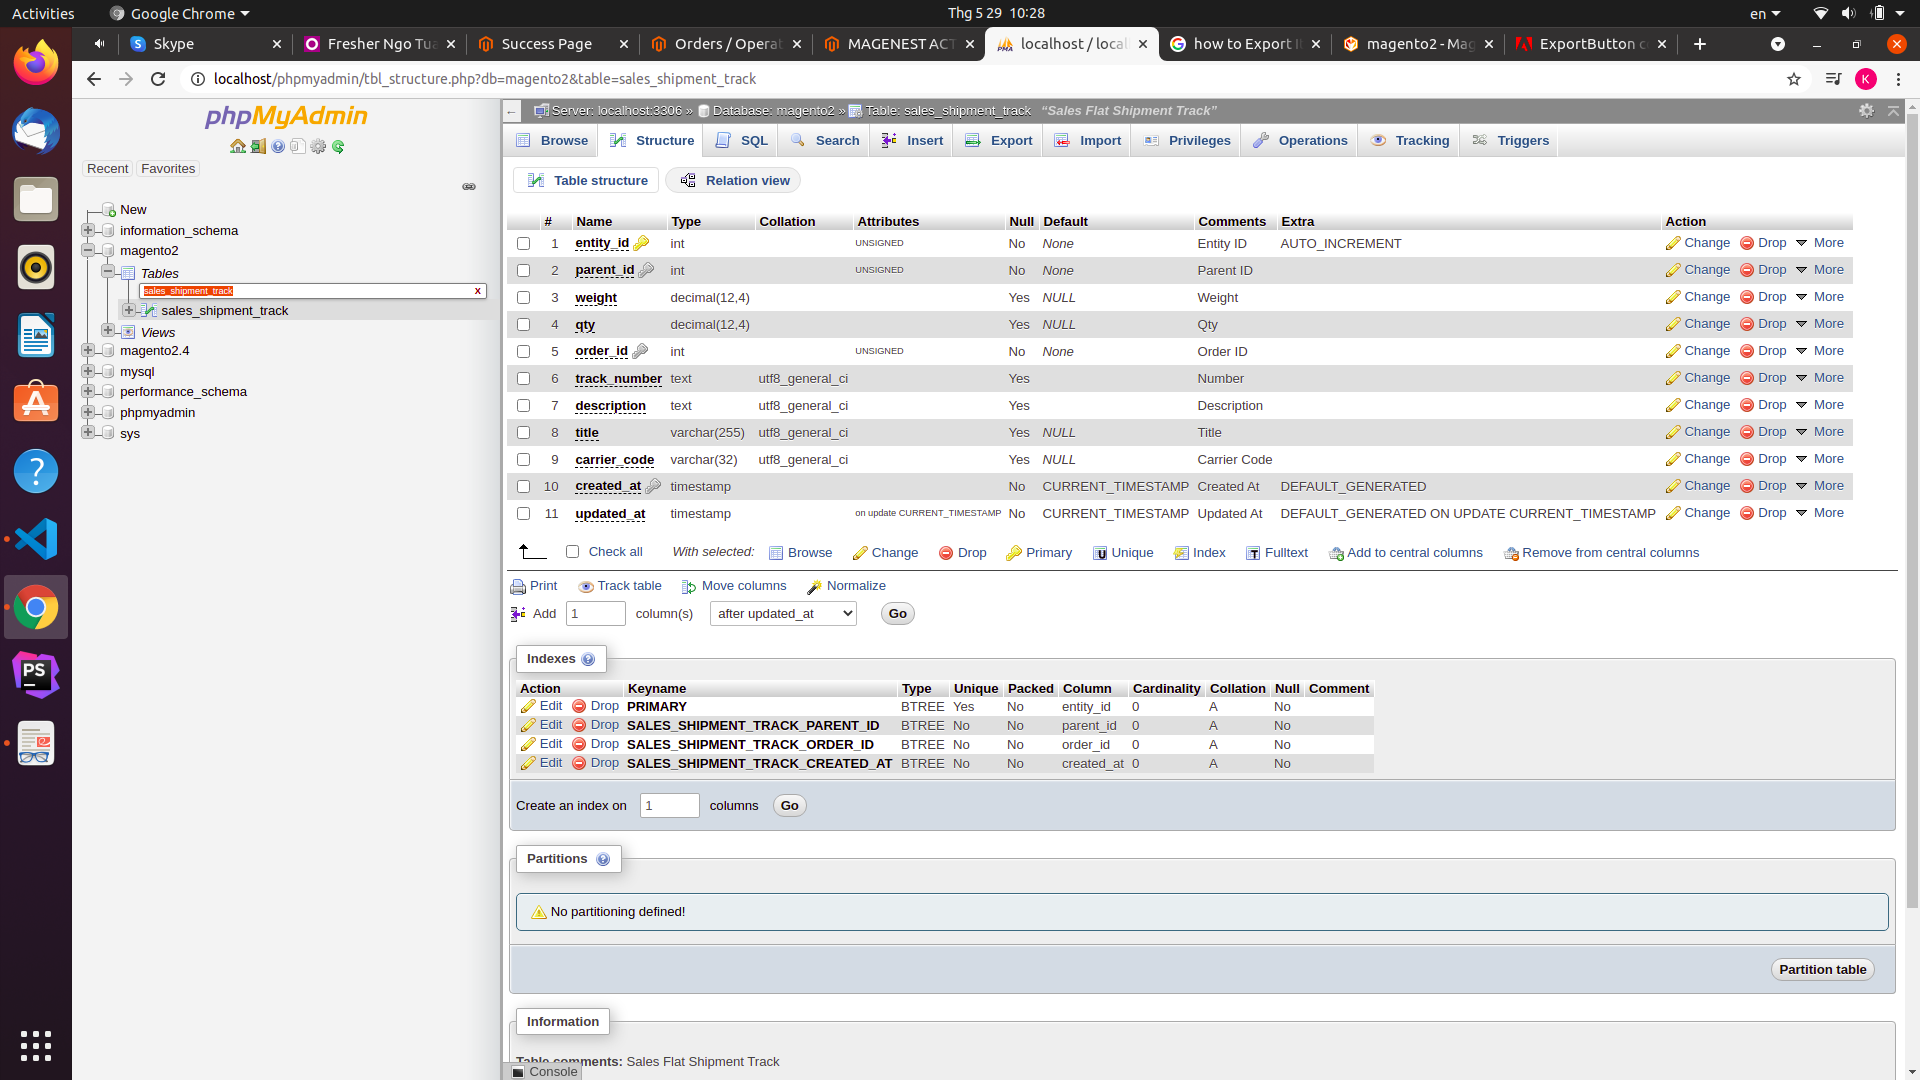 Activities Google Chrome Thg 5 29 10:28 en
Skype Fresher Ngo Tua Success Page Orders / Operat MAGENEST ACT localhost / local how to Export magento2 - Mag ExportButton c
localhost/phpmyadmin/tbl_structure.php?db=magento2&table=sales_shipment_track K
phpMyAdmin
Recent Favorites
New
information_schema
magento2
Tables
sales_shipment_track x
sales_shipment_track
Views
magento2.4
mysql
performance_schema
phpmyadmin
sys
Server: localhost:3306 » Database: magento2 » Table: sales_shipment_track "Sales Flat Shipment Track"
Browse Structure SQL Search Insert Export Import Privileges Operations Tracking Triggers
Table structure Relation view
# Name Type Collation Attributes Null Default Comments Extra Action
1 entity_id int UNSIGNED No None Entity ID AUTO_INCREMENT Change Drop More
2 parent_id int UNSIGNED No None Parent ID Change Drop More
3 weight decimal(12,4) Yes NULL Weight Change Drop More
4 qty decimal(12,4) Yes NULL Qty Change Drop More
5 order_id int UNSIGNED No None Order ID Change Drop More
6 track_number text utf8_general_ci Yes Number Change Drop More
7 description text utf8_general_ci Yes Description Change Drop More
8 title varchar(255) utf8_general_ci Yes NULL Title Change Drop More
9 carrier_code varchar(32) utf8_general_ci Yes NULL Carrier Code Change Drop More
10 created_at timestamp No CURRENT_TIMESTAMP Created At DEFAULT_GENERATED Change Drop More
11 updated_at timestamp on update CURRENT_TIMESTAMP No CURRENT_TIMESTAMP Updated At DEFAULT_GENERATED ON UPDATE CURRENT_TIMESTAMP Change Drop More
Check all With selected: Browse Change Drop Primary Unique Index Fulltext Add to central columns Remove from central columns
Print Track table Move columns Normalize
Add 1 column(s) after updated_at Go
Indexes
Action Keyname Type Unique Packed Column Cardinality Collation Null Comment
Edit Drop PRIMARY BTREE Yes No entity_id 0 A No
Edit Drop SALES_SHIPMENT_TRACK_PARENT_ID BTREE No No parent_id 0 A No
Edit Drop SALES_SHIPMENT_TRACK_ORDER_ID BTREE No No order_id 0 A No
Edit Drop SALES_SHIPMENT_TRACK_CREATED_AT BTREE No No created_at 0 A No
Create an index on 1 columns Go
Partitions
No partitioning defined!
Partition table
Information
Table comments: Sales Flat Shipment Track
Console